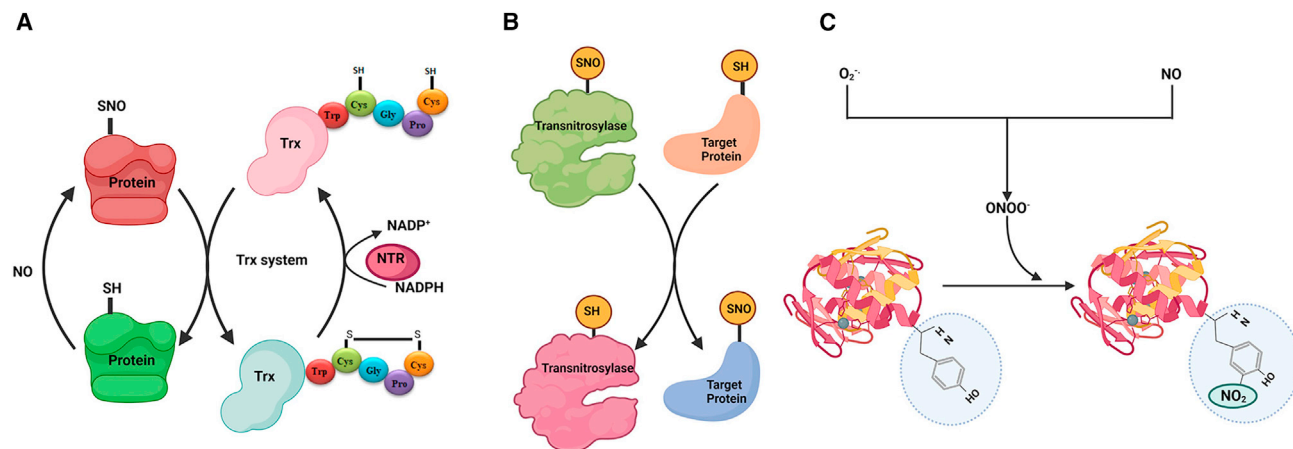 A
SNO
Protein
NO
SH
Protein
SH
SH
Trp
Cys
Gly
Pro
Cys
Trx
Trx system
NADP⁺
NTR
NADPH
S
S
Trx
Trp
Cys
Gly
Pro
Cys
B
SNO
SH
Transnitrosylase
Target
Protein
SH
SNO
Transnitrosylase
Target
Protein
C
O₂⁻·
NO
ONOO⁻
H
N
HO
H
N
HO
NO₂